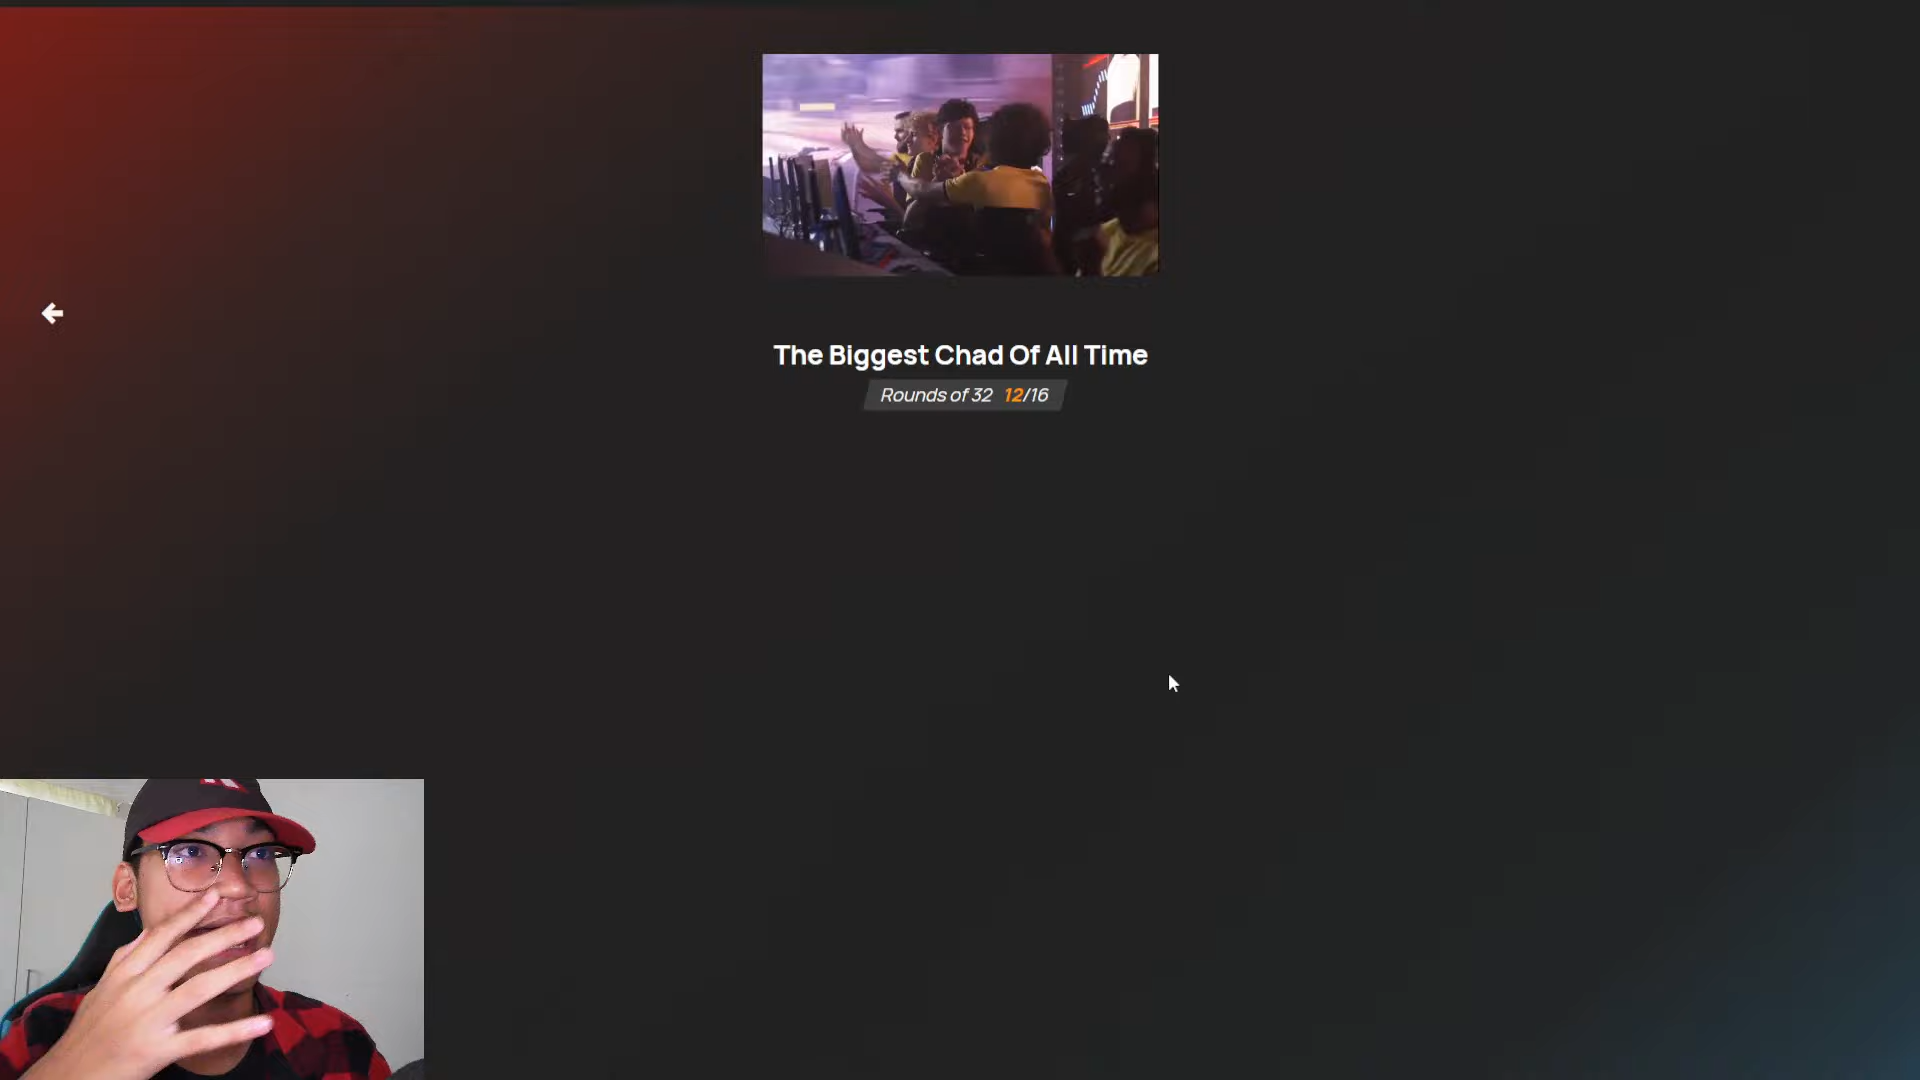 The Biggest Chad Of All Time
Rounds of 32 12/16